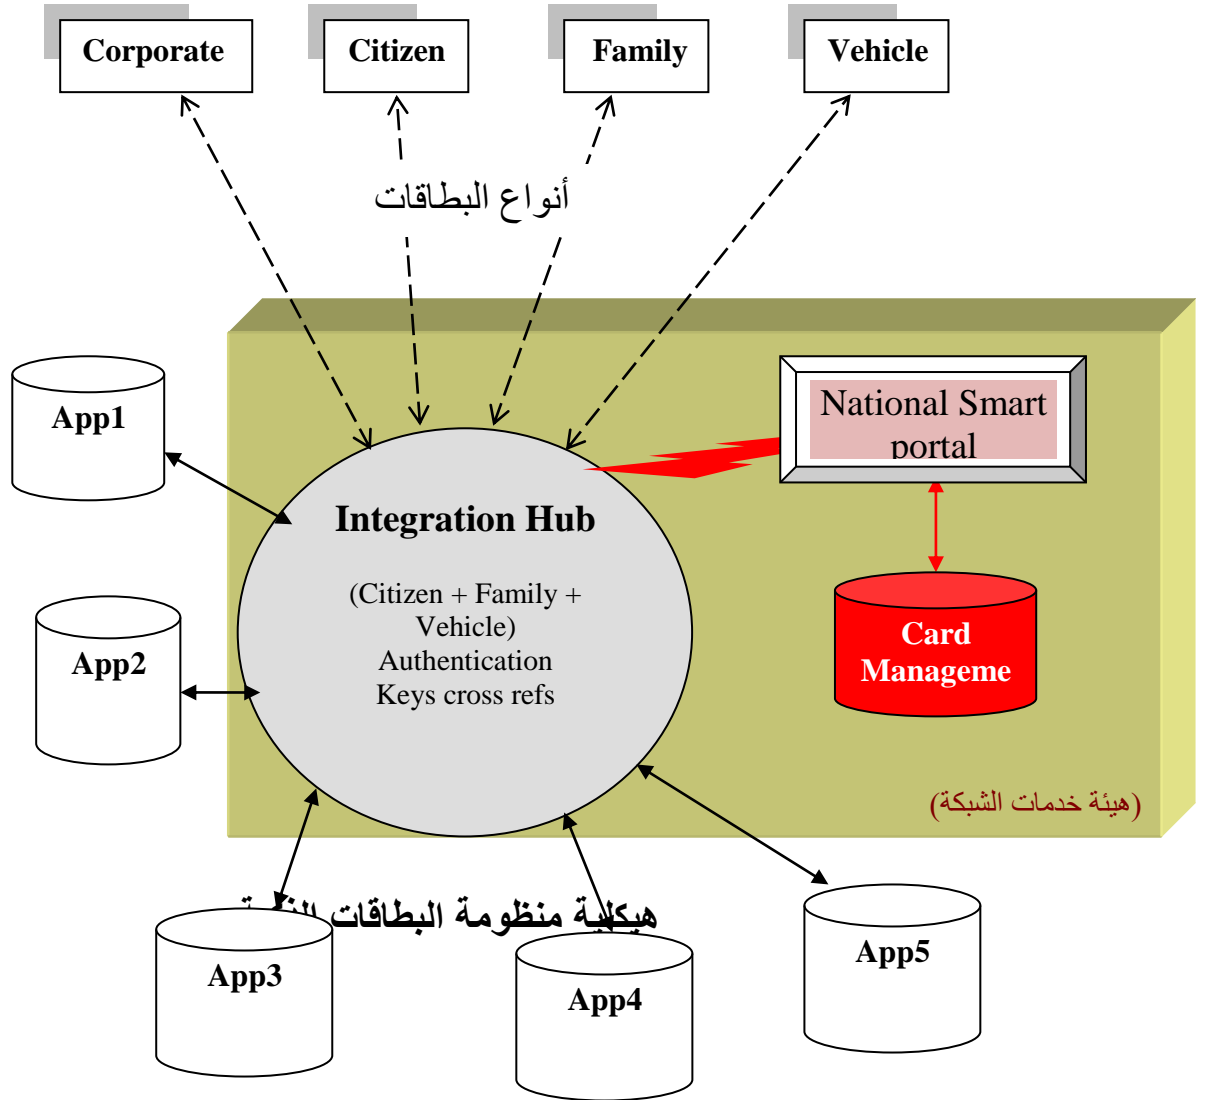 Corporate
Citizen
Family
Vehicle
أنواع البطاقات
App1
National Smart
portal
Integration Hub
(Citizen + Family +
Vehicle)
Authentication
Keys cross refs
App2
Card
Manageme
(هيئة خدمات الشبكة)
هيكلية منظومة البطاقات
App3
App4
App5